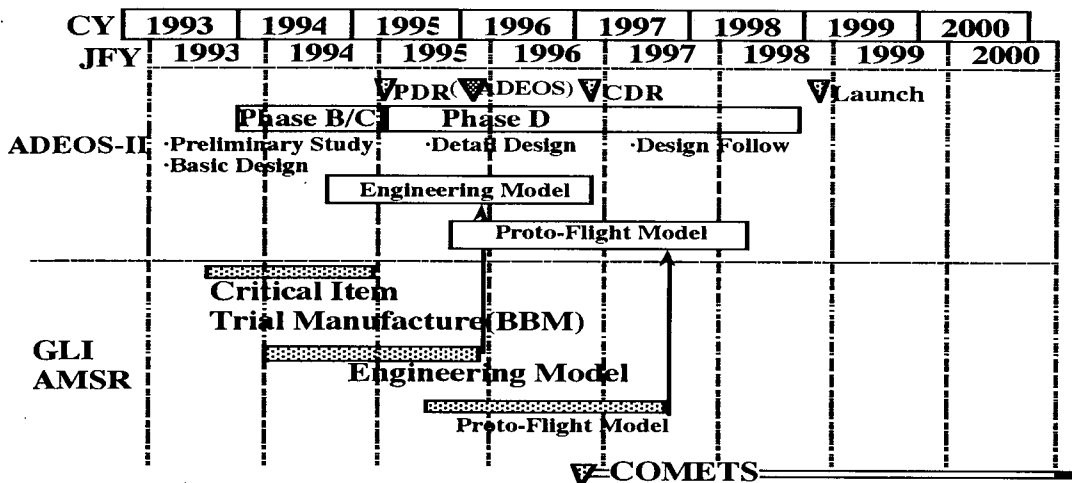 CY 1993 1994 1995 1996 1997 1998 1999 2000
JFY 1993 1994 1995 1996 1997 1998 1999 2000
PDR(ADEOS) CDR Launch
Phase B/C Phase D
ADEOS-II ·Preliminary Study ·Detail Design ·Design Follow
·Basic Design
Engineering Model
Proto-Flight Model
Critical Item
Trial Manufacture(BBM)
GLI
Engineering Model
AMSR
Proto-Flight Model
COMETS